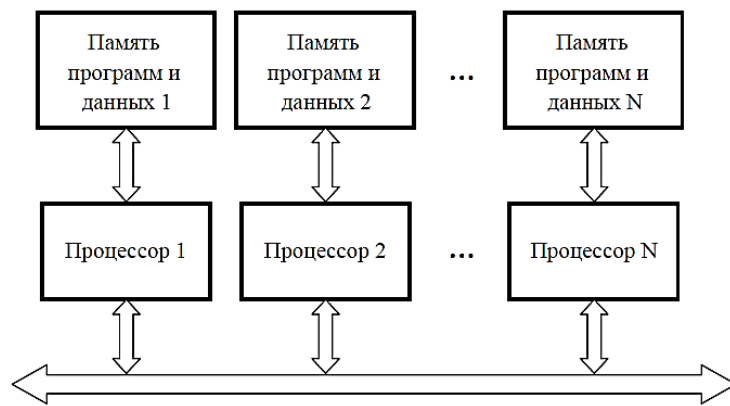 Память
программ и
данных 1
Память
программ и
данных 2
...
Память
программ и
данных N
Процессор 1
Процессор 2
...
Процессор N